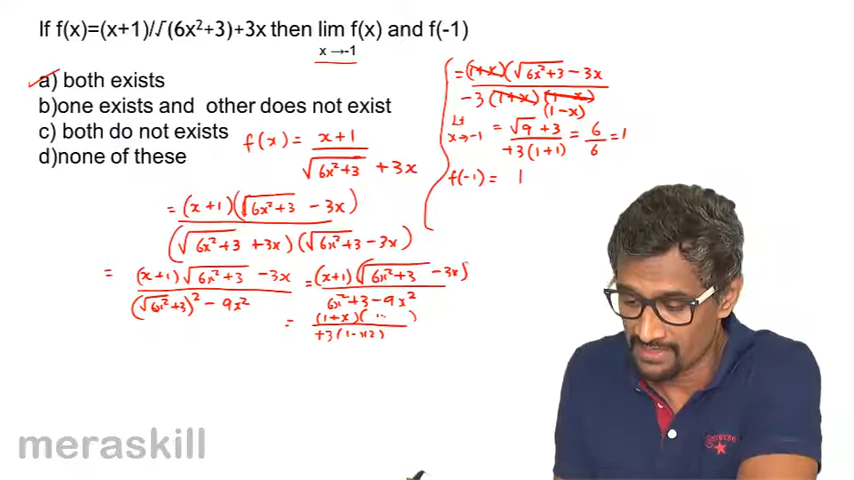 If f(x)=(x+1)/√(6x²+3)+3x then lim f(x) and f(-1)
x →-1
a) both exists
b)one exists and other does not exist
c) both do not exists
d)none of these
f(x) = x+1 / √6x²+3 + 3x
= (x+1)(√6x²+3 - 3x) / (√6x²+3 + 3x)(√6x²+3 - 3x)
= (x+1)√6x²+3 - 3x / (√6x²+3)² - 9x² = (x+1)(√6x²+3 - 3x) / 6x²+3 - 9x²
= (1+x)(...) / +3(1-x2)
= (1+x)(√6x²+3 - 3x / -3(1+x)(1-x)
(1-x)
Lt x→-1 = √9 + 3 / +3(1+1) = 6/6 = 1
f(-1) = 1
meraskill